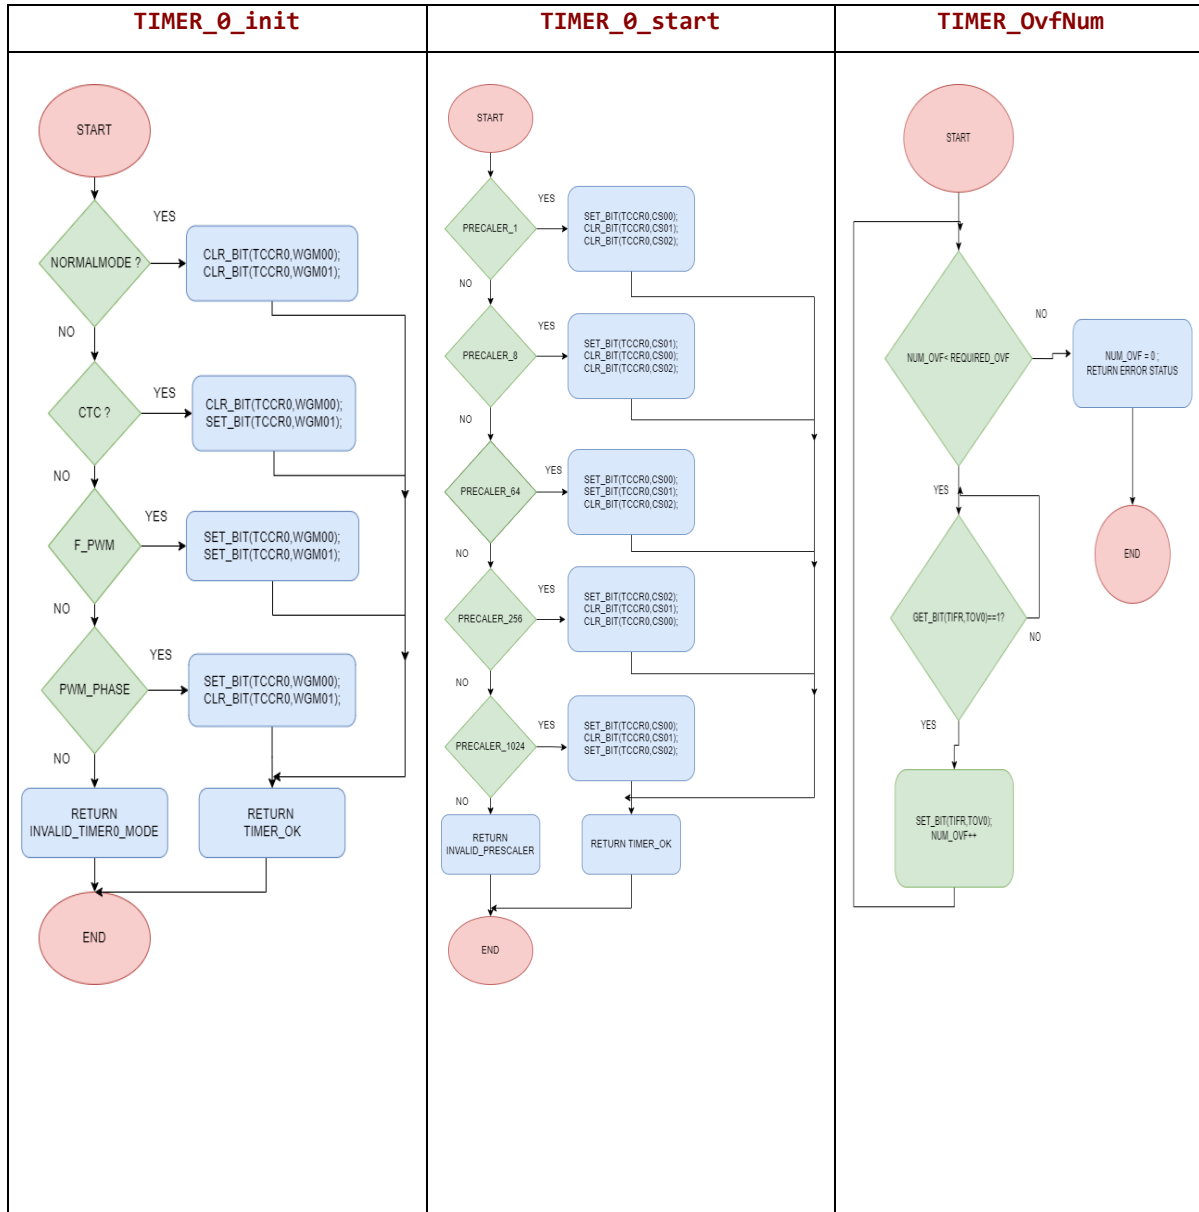 TIMER_0_init
START
NORMALMODE ?
YES
CLR_BIT(TCCR0,WGM00);
CLR_BIT(TCCR0,WGM01);
NO
CTC ?
YES
CLR_BIT(TCCR0,WGM00);
SET_BIT(TCCR0,WGM01);
NO
F_PWM
YES
SET_BIT(TCCR0,WGM00);
SET_BIT(TCCR0,WGM01);
NO
PWM_PHASE
YES
SET_BIT(TCCR0,WGM00);
CLR_BIT(TCCR0,WGM01);
NO
RETURN
INVALID_TIMER0_MODE
RETURN
TIMER_OK
END
TIMER_0_start
START
PRECALER_1
YES
SET_BIT(TCCR0,CS00);
CLR_BIT(TCCR0,CS01);
CLR_BIT(TCCR0,CS02);
NO
PRECALER_8
YES
SET_BIT(TCCR0,CS01);
CLR_BIT(TCCR0,CS00);
CLR_BIT(TCCR0,CS02);
NO
PRECALER_64
YES
SET_BIT(TCCR0,CS00);
SET_BIT(TCCR0,CS01);
CLR_BIT(TCCR0,CS02);
NO
PRECALER_256
YES
SET_BIT(TCCR0,CS02);
CLR_BIT(TCCR0,CS01);
CLR_BIT(TCCR0,CS00);
NO
PRECALER_1024
YES
SET_BIT(TCCR0,CS00);
CLR_BIT(TCCR0,CS01);
SET_BIT(TCCR0,CS02);
NO
RETURN
INVALID_PRESCALER
RETURN TIMER_OK
END
TIMER_OvfNum
START
NUM_OVF< REQUIRED_OVF
NO
NUM_OVF = 0 ;
RETURN ERROR STATUS
END
YES
GET_BIT(TIFR,TOV0)==1?
NO
YES
SET_BIT(TIFR,TOV0);
NUM_OVF++